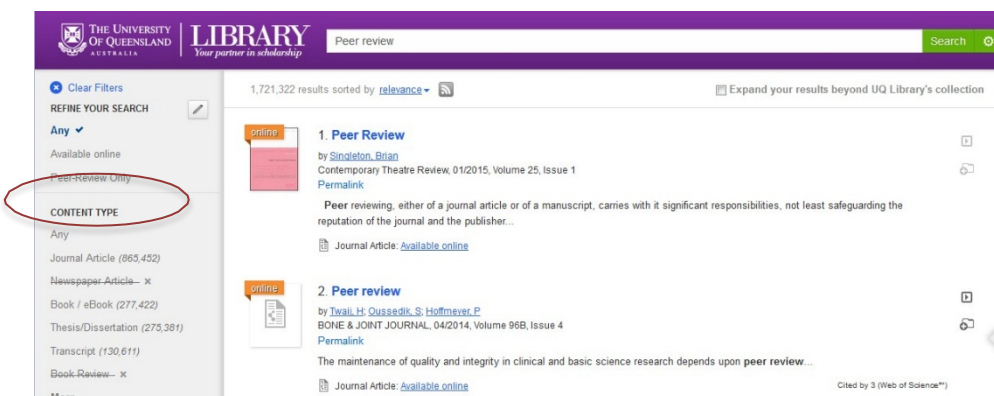 THE UNIVERSITY
OF QUEENSLAND
AUSTRALIA
LIBRARY
Your partner in scholarship
Peer review
Search
Clear Filters
REFINE YOUR SEARCH
Any
Available online
Peer-Review Only
CONTENT TYPE
Any
Journal Article (865,452)
Newspaper Article x
Book / eBook (277,422)
Thesis/Dissertation (275,381)
Transcript (130,611)
Book Review x
1,721,322 results sorted by relevance
Expand your results beyond UQ Library's collection
online
1. Peer Review
by Singleton, Brian
Contemporary Theatre Review, 01/2015, Volume 25, Issue 1
Permalink
Peer reviewing, either of a journal article or of a manuscript, carries with it significant responsibilities, not least safeguarding the
reputation of the journal and the publisher...
Journal Article: Available online
online
2. Peer review
by Twaij, H; Oussedik, S; Hoffmeyer, P
BONE & JOINT JOURNAL, 04/2014, Volume 96B, Issue 4
Permalink
The maintenance of quality and integrity in clinical and basic science research depends upon peer review...
Journal Article: Available online
Cited by 3 (Web of Science™)